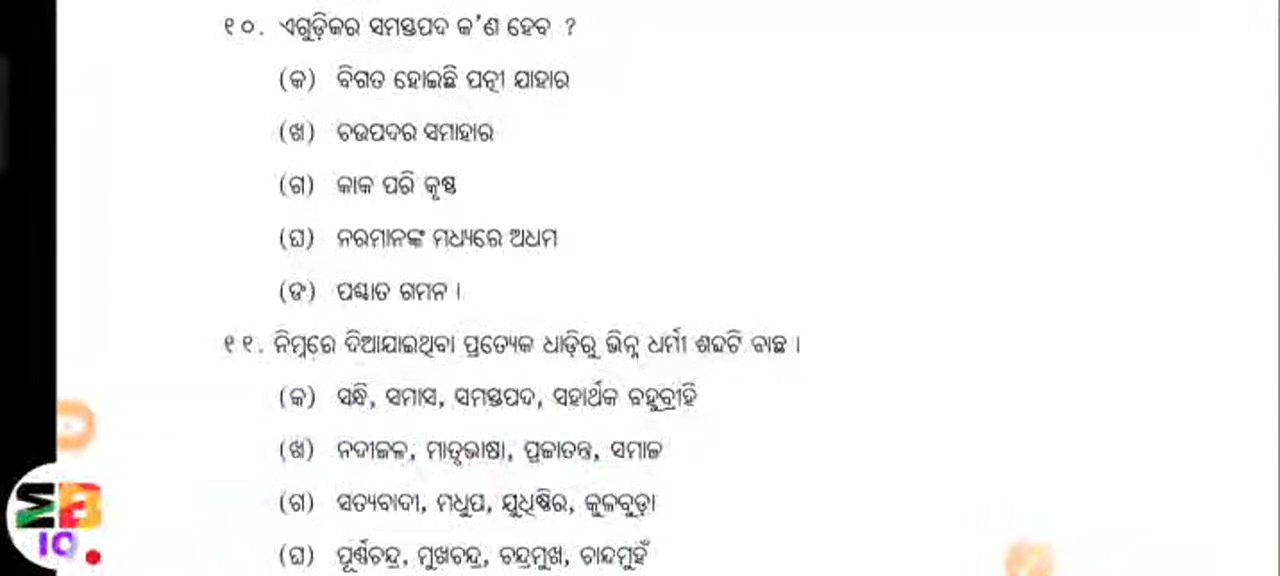 ୧୦. ଏଗୁଡ଼ିକର ସମସ୍ତପଦ କ'ଣ ହେବ ?
(କ) ବିଗତ ହୋଇଛି ପତ୍ନୀ ଯାହାର
(ଖ) ଚଉପଦର ସମାହାର
(ଗ) କାକ ପରି କୃଷ୍ଣ
(ଘ) ନରମାନଙ୍କ ମଧ୍ୟରେ ଅଧମ
(ଙ) ପଶ୍ଚାତ ଗମନ ।
୧୧. ନିମ୍ନରେ ଦିଆଯାଇଥିବା ପ୍ରତ୍ୟେକ ଧାଡ଼ିରୁ ଭିନ୍ନ ଧର୍ମୀ ଶବ୍ଦଟି ବାଛ ।
(କ) ସନ୍ଧି, ସମାସ, ସମସ୍ତପଦ, ସହାର୍ଥକ ବହୁବ୍ରୀହି
(ଖ) ନଦୀଜଳ, ମାତୃଭାଷା, ପ୍ରଜାତନ୍ତ୍ର, ସମାଜ
(ଗ) ସତ୍ୟବାଦୀ, ମଧୁପ, ଯୁଧିଷ୍ଠିର, କୁଳବୁଡ଼ା
(ଘ) ପୂର୍ଣ୍ଣଚନ୍ଦ୍ର, ମୁଖଚନ୍ଦ୍ର, ଚନ୍ଦ୍ରମୁଖ, ଚାନ୍ଦମୁହଁ